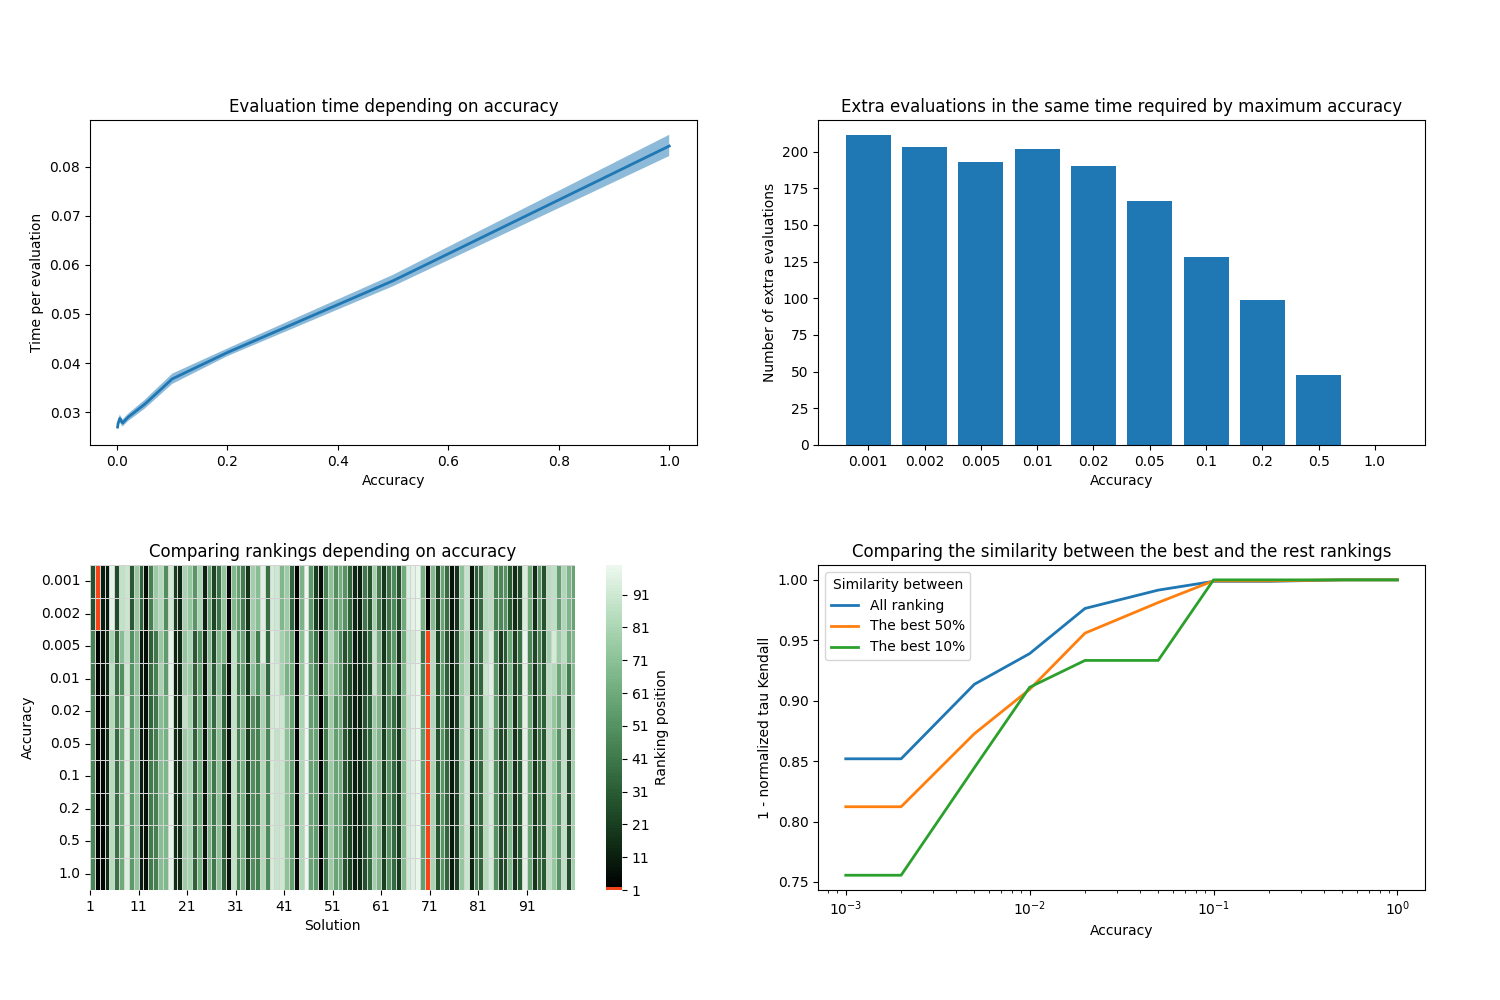 Evaluation time depending on accuracy
Time per evaluation
0.08
0.07
0.06
0.05
0.04
0.03
0.0 0.2 0.4 0.6 0.8 1.0
Accuracy
Extra evaluations in the same time required by maximum accuracy
Number of extra evaluations
200
175
150
125
100
75
50
25
0
0.001 0.002 0.005 0.01 0.02 0.05 0.1 0.2 0.5 1.0
Accuracy
Comparing rankings depending on accuracy
Accuracy
0.001
0.002
0.005
0.01
0.02
0.05
0.1
0.2
0.5
1.0
1 11 21 31 41 51 61 71 81 91
Solution
91
81
71
61
51
41
31
21
11
1
Ranking position
Comparing the similarity between the best and the rest rankings
1 - normalized tau Kendall
1.00
0.95
0.90
0.85
0.80
0.75
Similarity between
All ranking
The best 50%
The best 10%
10⁻³ 10⁻² 10⁻¹ 10⁰
Accuracy